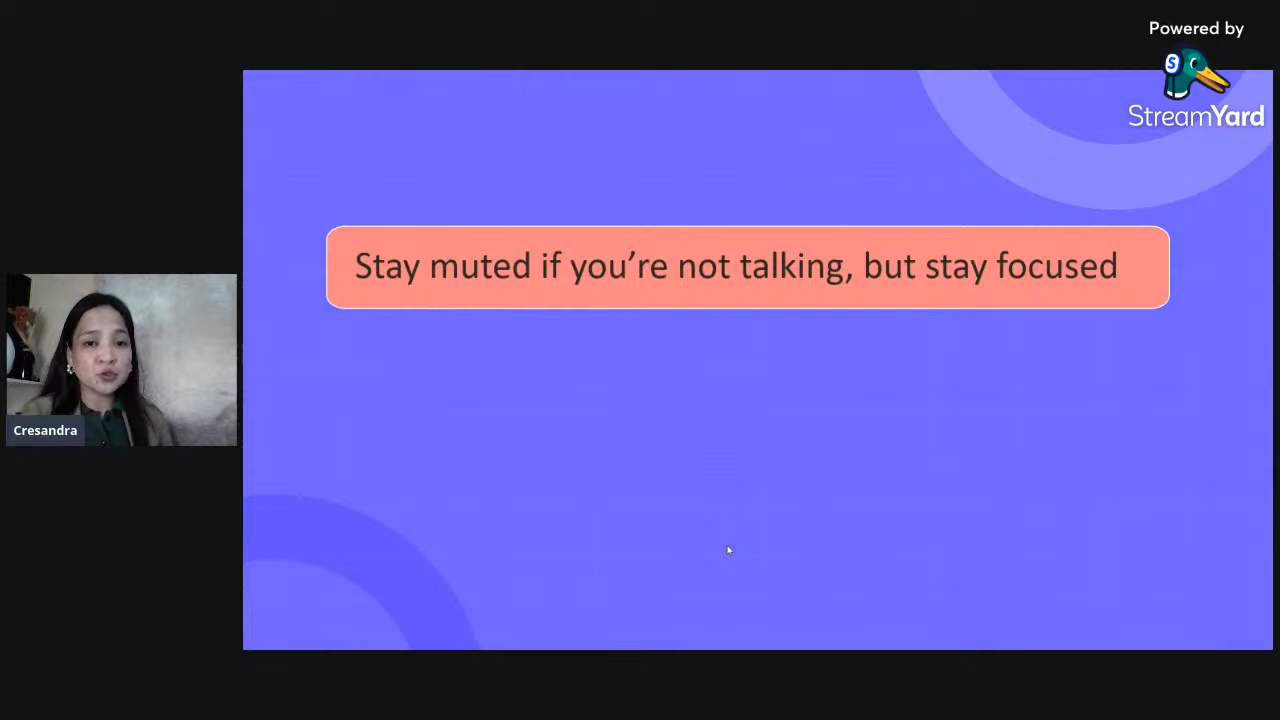 Powered by
S
StreamYard
Stay muted if you’re not talking, but stay focused
Cresandra